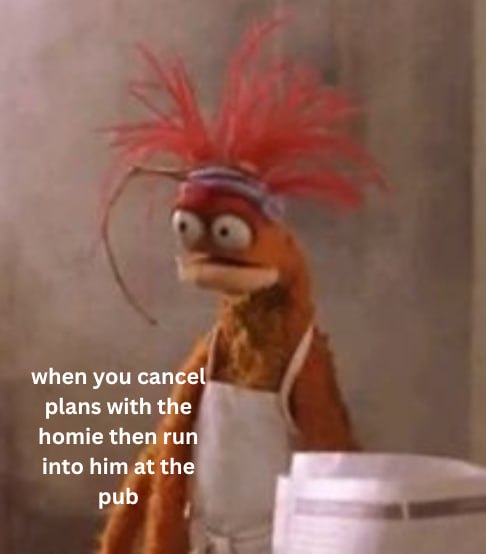 when you cancel
plans with the
homie then run
into him at the
pub